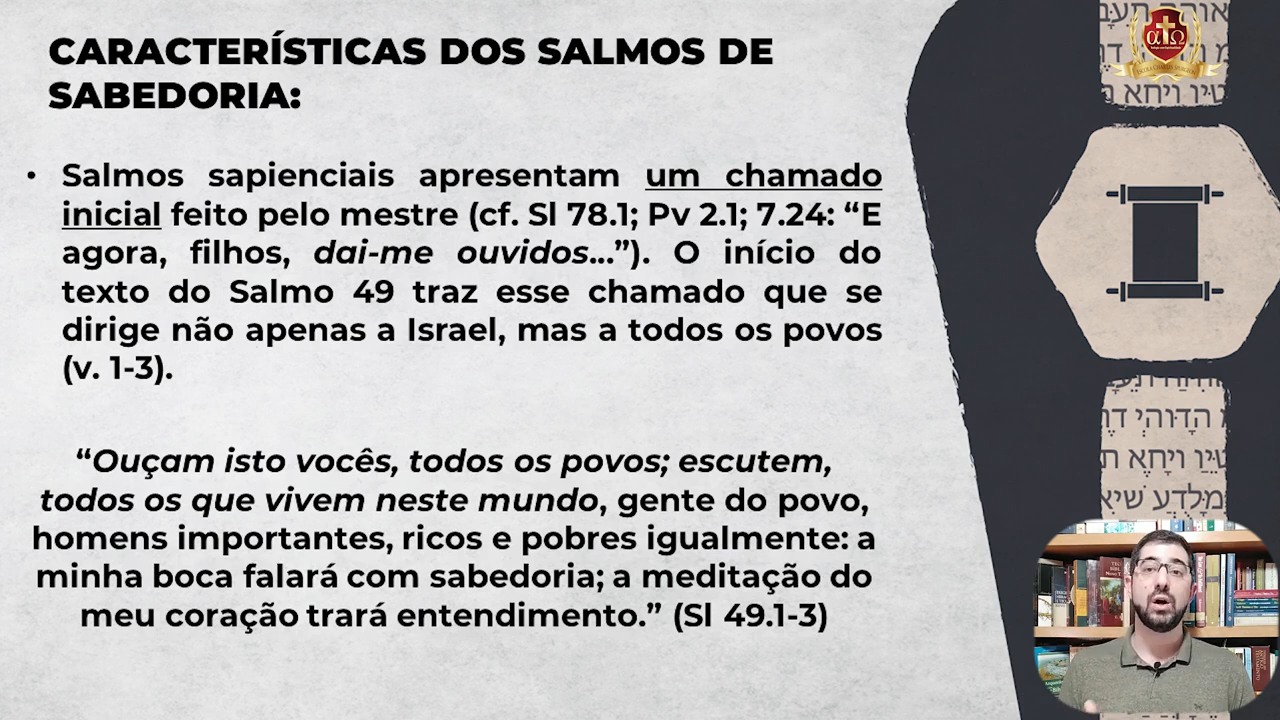 CARACTERÍSTICAS DOS SALMOS DE
SABEDORIA:
• Salmos sapienciais apresentam um chamado
inicial feito pelo mestre (cf. Sl 78.1; Pv 2.1; 7.24: “E
agora, filhos, dai-me ouvidos...”). O início do
texto do Salmo 49 traz esse chamado que se
dirige não apenas a Israel, mas a todos os povos
(v. 1-3).
“Ouçam isto vocês, todos os povos; escutem,
todos os que vivem neste mundo, gente do povo,
homens importantes, ricos e pobres igualmente: a
minha boca falará com sabedoria; a meditação do
meu coração trará entendimento.” (Sl 49.1-3)
α Ω